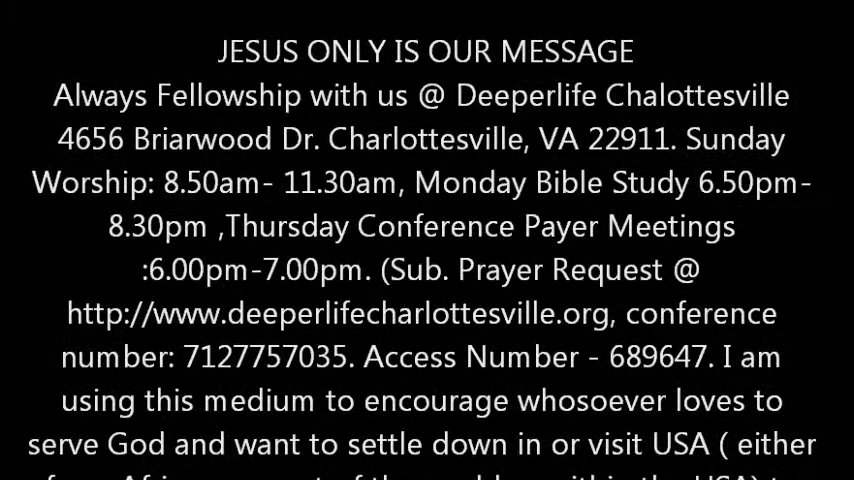 JESUS ONLY IS OUR MESSAGE
Always Fellowship with us @ Deeperlife Chalottesville
4656 Briarwood Dr. Charlottesville, VA 22911. Sunday
Worship: 8.50am- 11.30am, Monday Bible Study 6.50pm-
8.30pm ,Thursday Conference Payer Meetings
:6.00pm-7.00pm. (Sub. Prayer Request @
http://www.deeperlifecharlottesville.org, conference
number: 7127757035. Access Number - 689647. I am
using this medium to encourage whosoever loves to
serve God and want to settle down in or visit USA ( either